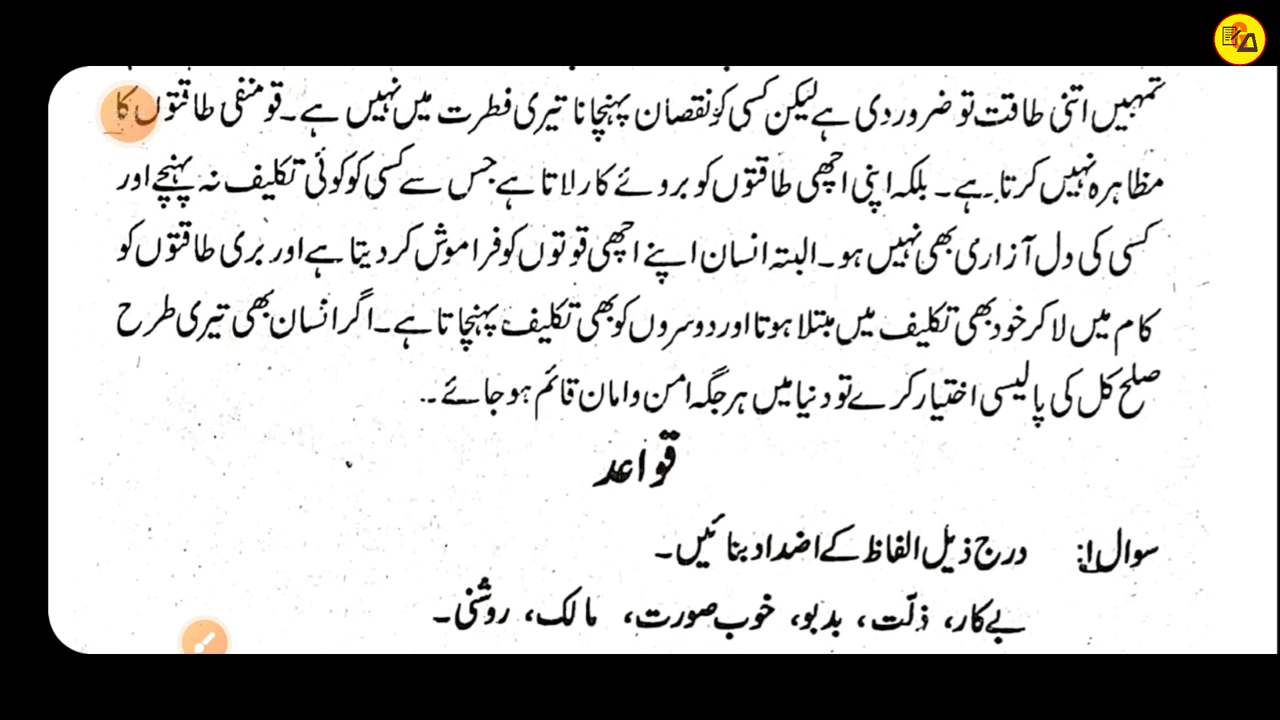 تمہیں اتنی طاقت تو ضرور دی ہے لیکن کسی کو نقصان پہنچانا تیری فطرت میں نہیں ہے۔ قو منفی طاقتوں کا
مظاہرہ نہیں کرتا ہے۔ بلکہ اپنی اچھی طاقتوں کو بروئے کار لاتا ہے جس سے کسی کو کوئی تکلیف نہ پہنچے اور
کسی کی دل آزاری بھی نہیں ہو۔ البتہ انسان اپنے اچھی قوتوں کو فراموش کر دیتا ہے اور بری طاقتوں کو
کام میں لا کر خود بھی تکلیف میں مبتلا ہوتا اور دوسروں کو بھی تکلیف پہنچاتا ہے۔ اگر انسان بھی تیری طرح
صلح کل کی پالیسی اختیار کرے تو دنیا میں ہر جگہ امن و امان قائم ہو جائے۔
قواعد
سوال ۱: درج ذیل الفاظ کے اضداد بنائیں۔
بے کار، ذلّت، بدبو، خوب صورت، مالک، روشنی۔